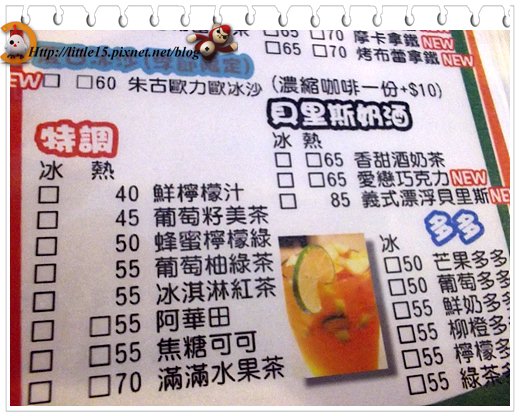 Http://little15.pixnet.net/blog
□65 □70 摩卡拿鐵 NEW
□65 □70 烤布蕾拿鐵 NEW
NEW □ □60 朱古歐力歐冰沙 (濃縮咖啡一份+$10)
特調
冰 熱
□ 40 鮮檸檬汁
□ 45 葡萄籽美茶
□ 50 蜂蜜檸檬綠
□ 55 葡萄柚綠茶
□ 55 冰淇淋紅茶
□ □55 阿華田
□ □55 焦糖可可
□ □70 滿滿水果茶
貝里斯奶酒
冰 熱
□ □65 香甜酒奶茶
□ □65 愛戀巧克力 NEW
□ 85 義式漂浮貝里斯 NEW
多多
冰
□50 芒果多多
□50 葡萄多多
□55 鮮奶多多
□55 柳橙多
□55 檸檬多
□55 綠茶